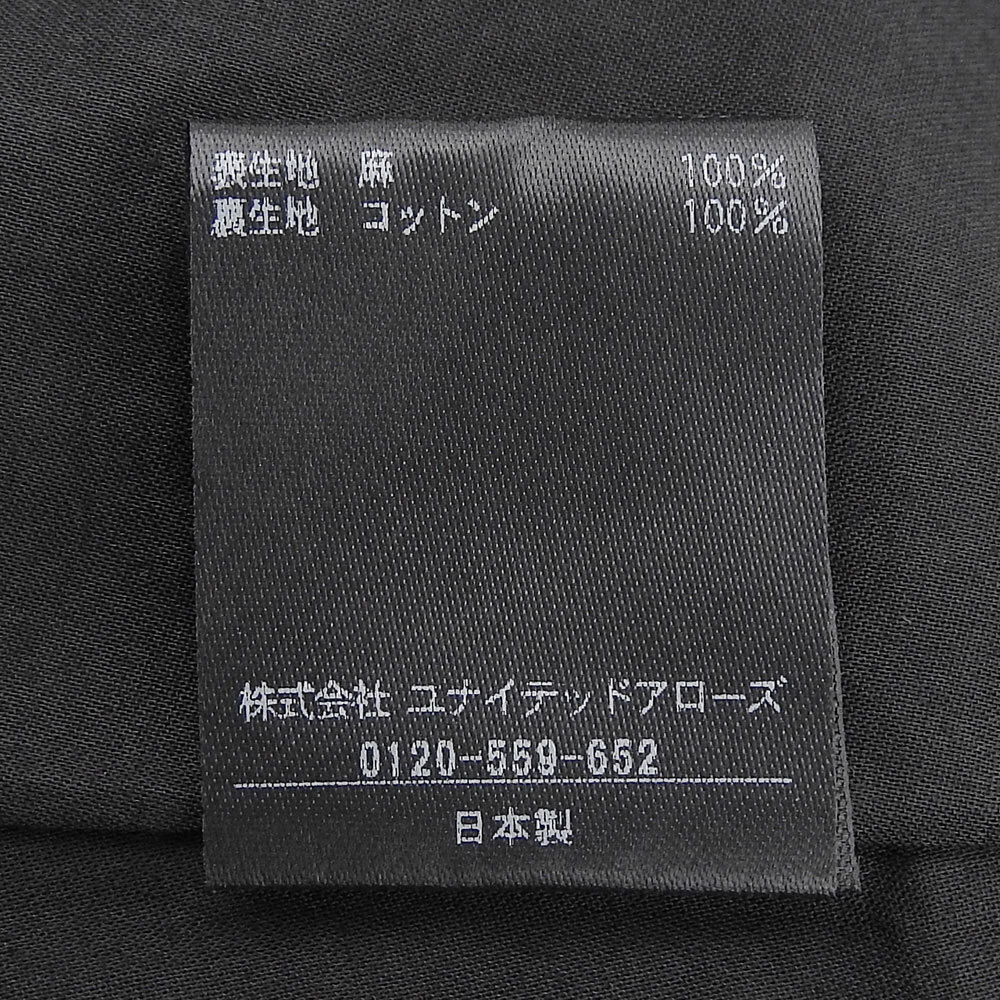 表生地 麻 100%
裏生地 コットン 100%
株式会社 ユナイテッドアローズ
0120-559-652
日本製